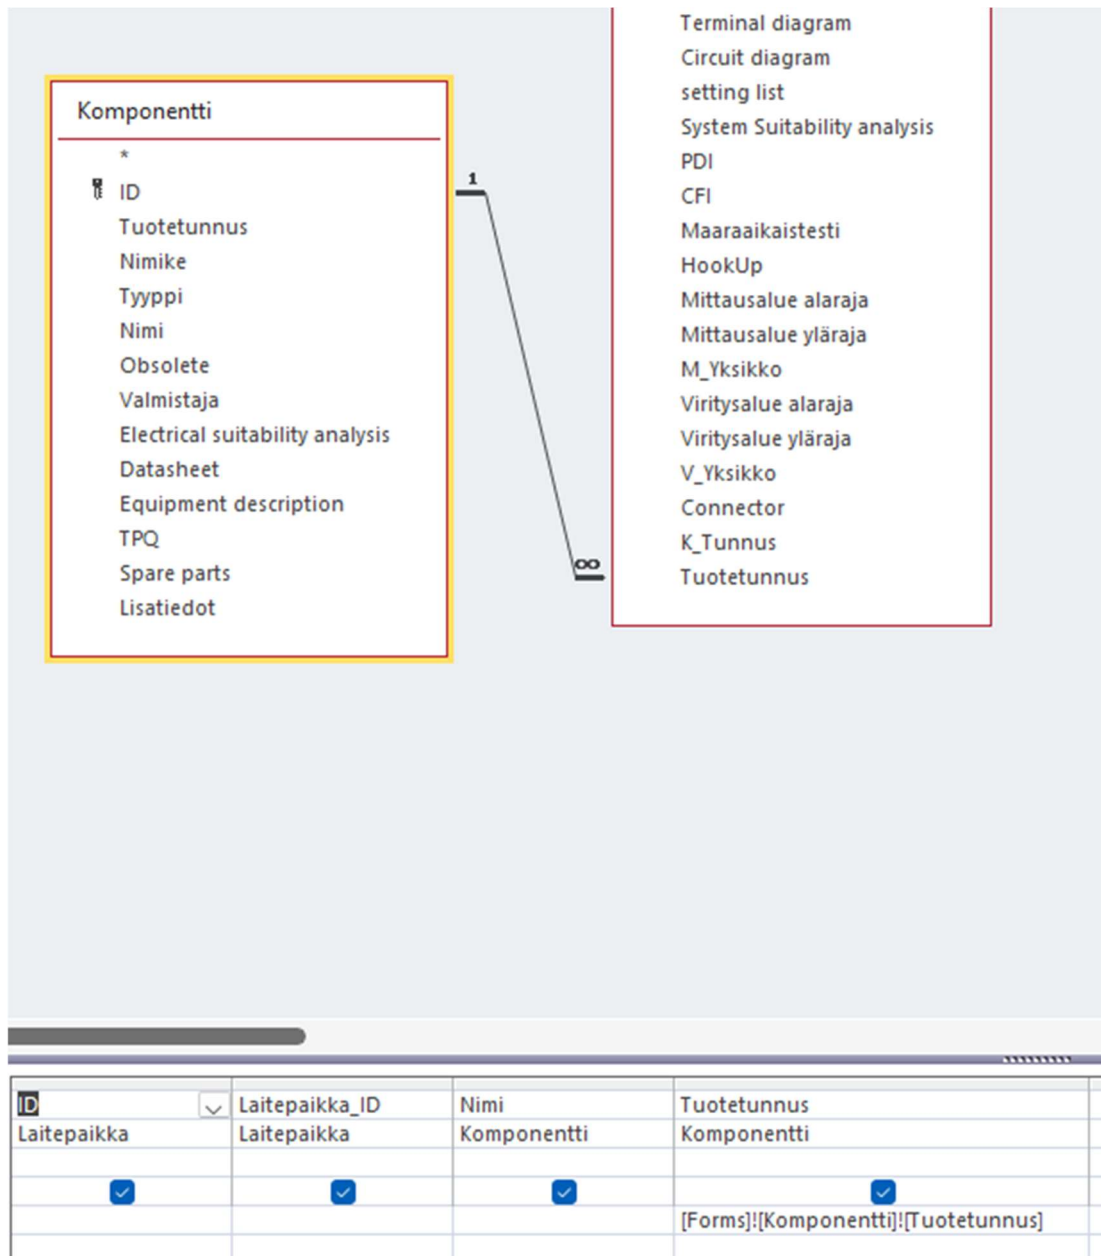 Komponentti
*
ID
Tuotetunnus
Nimike
Tyyppi
Nimi
Obsolete
Valmistaja
Electrical suitability analysis
Datasheet
Equipment description
TPQ
Spare parts
Lisatiedot
1
∞
Terminal diagram
Circuit diagram
setting list
System Suitability analysis
PDI
CFI
Maaraaikaistesti
HookUp
Mittausalue alaraja
Mittausalue yläraja
M_Yksikko
Viritysalue alaraja
Viritysalue yläraja
V_Yksikko
Connector
K_Tunnus
Tuotetunnus
ID Laitepaikka_ID Nimi Tuotetunnus
Laitepaikka Laitepaikka Komponentti Komponentti
[Forms]![Komponentti]![Tuotetunnus]